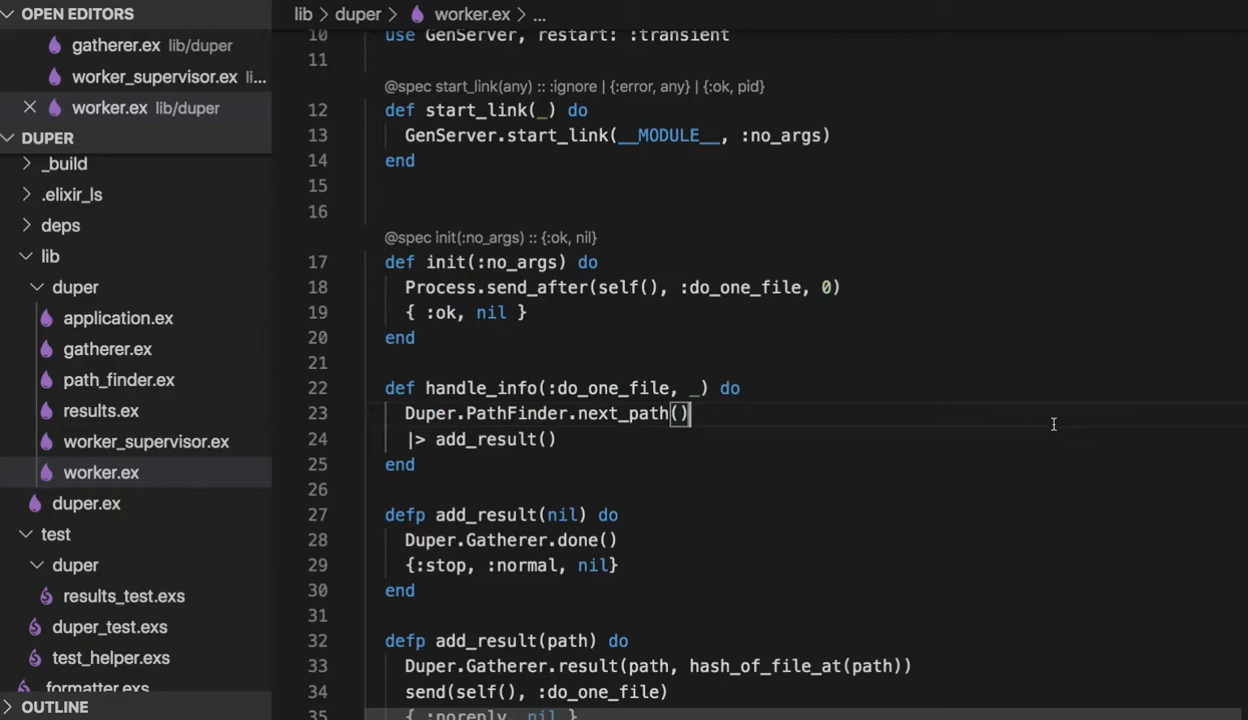 OPEN EDITORS
gatherer.ex lib/duper
worker_supervisor.ex li...
worker.ex lib/duper
DUPER
_build
.elixir_ls
deps
lib
duper
application.ex
gatherer.ex
path_finder.ex
results.ex
worker_supervisor.ex
worker.ex
duper.ex
test
duper
results_test.exs
duper_test.exs
test_helper.exs
formatter.exs
OUTLINE
lib > duper > worker.ex > ...
10 use GenServer, restart: :transient
11
@spec start_link(any) :: :ignore | {:error, any} | {:ok, pid}
12 def start_link(_) do
13 GenServer.start_link(__MODULE__, :no_args)
14 end
15
16
@spec init(:no_args) :: {:ok, nil}
17 def init(:no_args) do
18 Process.send_after(self(), :do_one_file, 0)
19 { :ok, nil }
20 end
21
22 def handle_info(:do_one_file, _) do
23 Duper.PathFinder.next_path()
24 |> add_result()
25 end
26
27 defp add_result(nil) do
28 Duper.Gatherer.done()
29 {:stop, :normal, nil}
30 end
31
32 defp add_result(path) do
33 Duper.Gatherer.result(path, hash_of_file_at(path))
34 send(self(), :do_one_file)
35 { :noreply, nil }